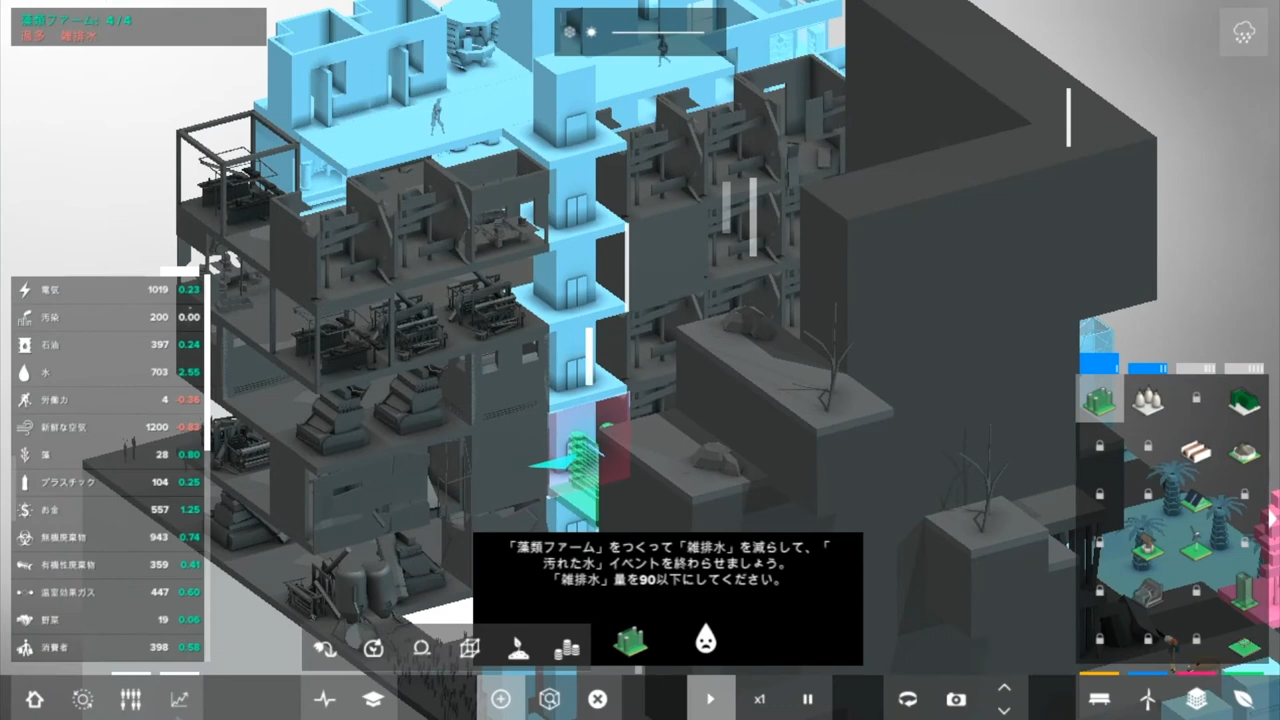 藻類ファーム: 4/4
過多　雑排水
電気 1019 0.23
汚染 200 0.00
石油 397 0.24
水 703 2.55
労働力 4 -0.36
新鮮な空気 1200 -0.83
藻 28 0.80
プラスチック 104 0.25
お金 557 1.25
無機廃棄物 943 0.74
有機性廃棄物 359 0.41
温室効果ガス 447 0.60
野菜 19 0.06
消費者 398 0.58
「藻類ファーム」をつくって「雑排水」を減らして、「
汚れた水」イベントを終わらせましょう。
「雑排水」量を90以下にしてください。
x1